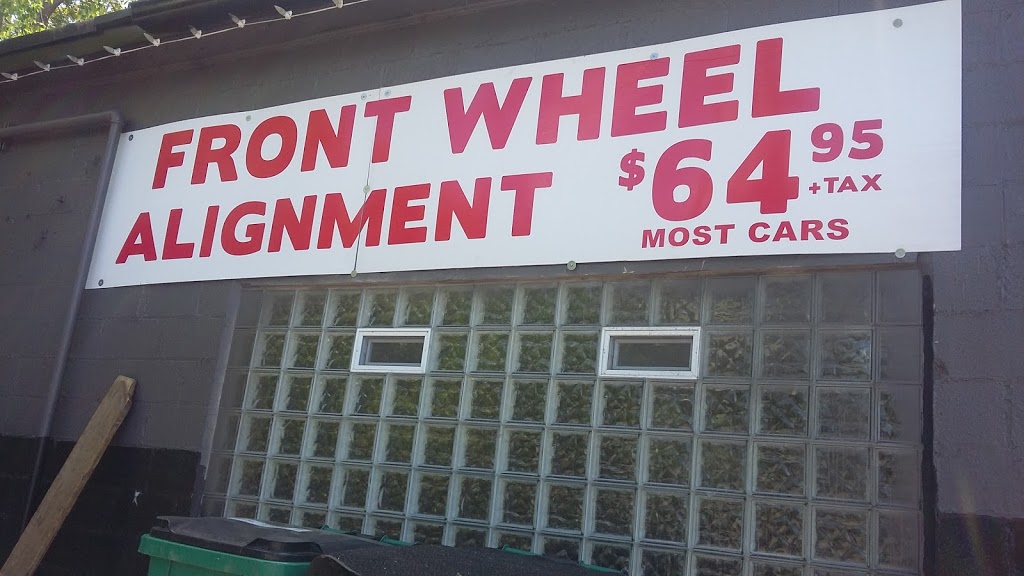 FRONT WHEEL
ALIGNMENT
$64 95
+TAX
MOST CARS